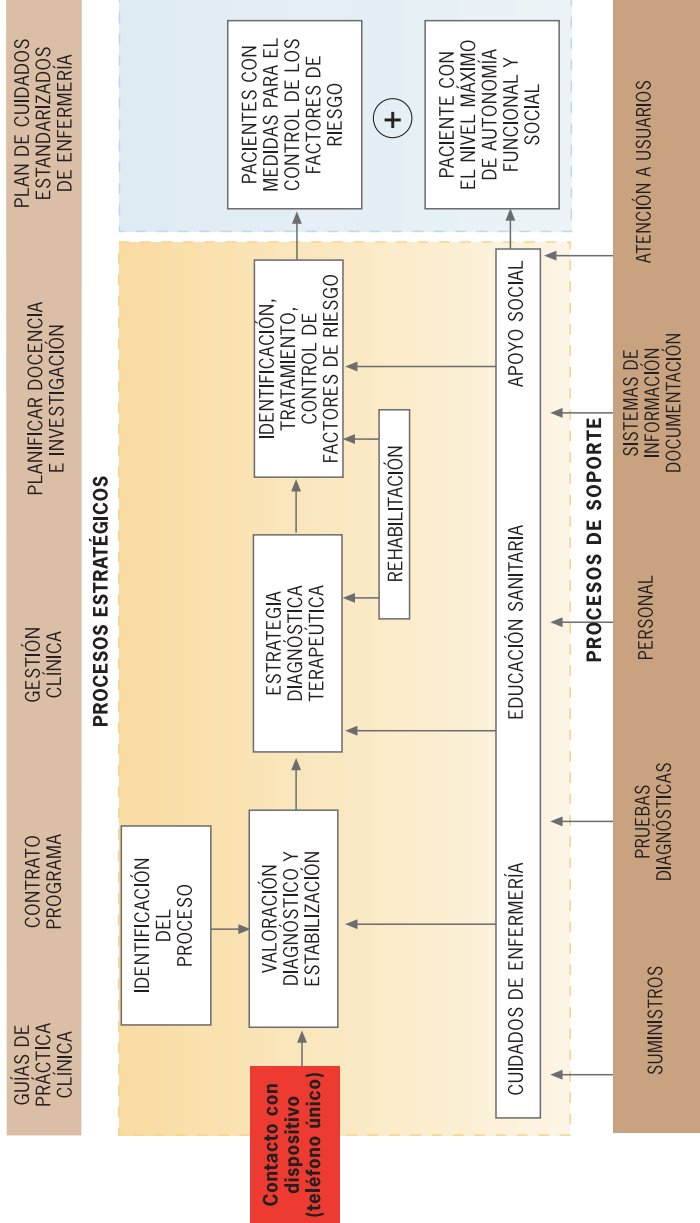 GUÍAS DE
PRÁCTICA
CLÍNICA
CONTRATO
PROGRAMA
GESTIÓN
CLÍNICA
PLANIFICAR DOCENCIA
E INVESTIGACIÓN
PLAN DE CUIDADOS
ESTANDARIZADOS
DE ENFERMERÍA
PROCESOS ESTRATÉGICOS
IDENTIFICACIÓN
DEL
PROCESO
Contacto con
dispositivo
(teléfono único)
VALORACIÓN
DIAGNÓSTICO Y
ESTABILIZACIÓN
ESTRATEGIA
DIAGNÓSTICA
TERAPEÚTICA
IDENTIFICACIÓN,
TRATAMIENTO,
CONTROL DE
FACTORES DE RIESGO
PACIENTES CON
MEDIDAS PARA EL
CONTROL DE LOS
FACTORES DE
RIESGO
+
REHABILITACIÓN
PACIENTE CON
EL NIVEL MÁXIMO
DE AUTONOMÍA
FUNCIONAL Y
SOCIAL
CUIDADOS DE ENFERMERÍA
EDUCACIÓN SANITARIA
APOYO SOCIAL
PROCESOS DE SOPORTE
SUMINISTROS
PRUEBAS
DIAGNÓSTICAS
PERSONAL
SISTEMAS DE
INFORMACIÓN
DOCUMENTACIÓN
ATENCIÓN A USUARIOS